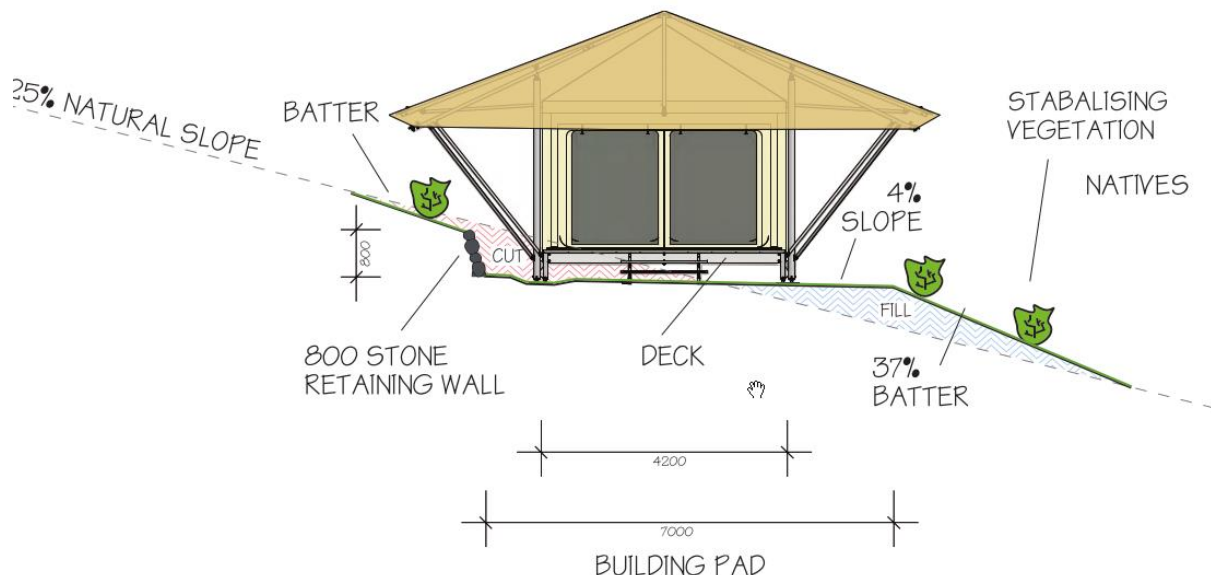 25% NATURAL SLOPE
BATTER
STABALISING
VEGETATION
NATIVES
4%
SLOPE
800
CUT
FILL
800 STONE
RETAINING WALL
DECK
37%
BATTER
4200
7000
BUILDING PAD